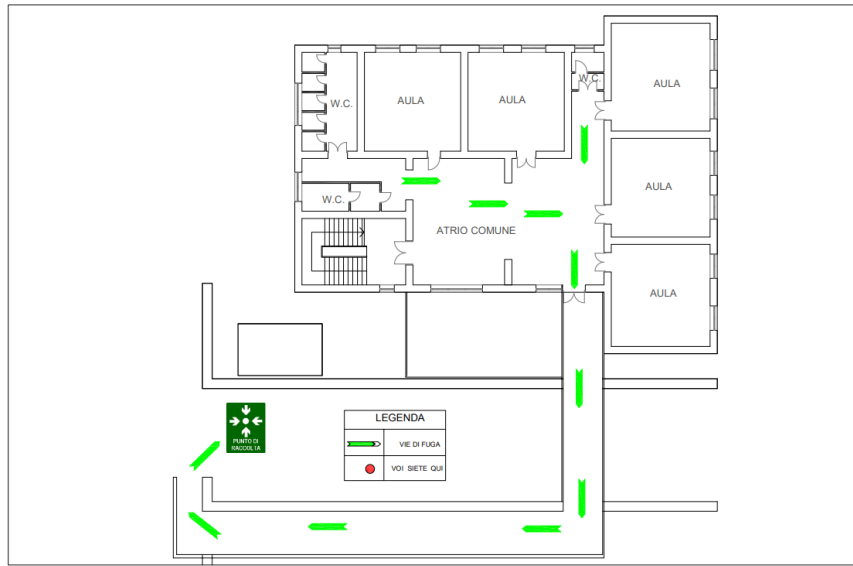 W.C.
AULA
AULA
W.C.
AULA
AULA
W.C.
ATRIO COMUNE
AULA
PUNTO DI
RACCOLTA
LEGENDA
VIE DI FUGA
VOI SIETE QUI